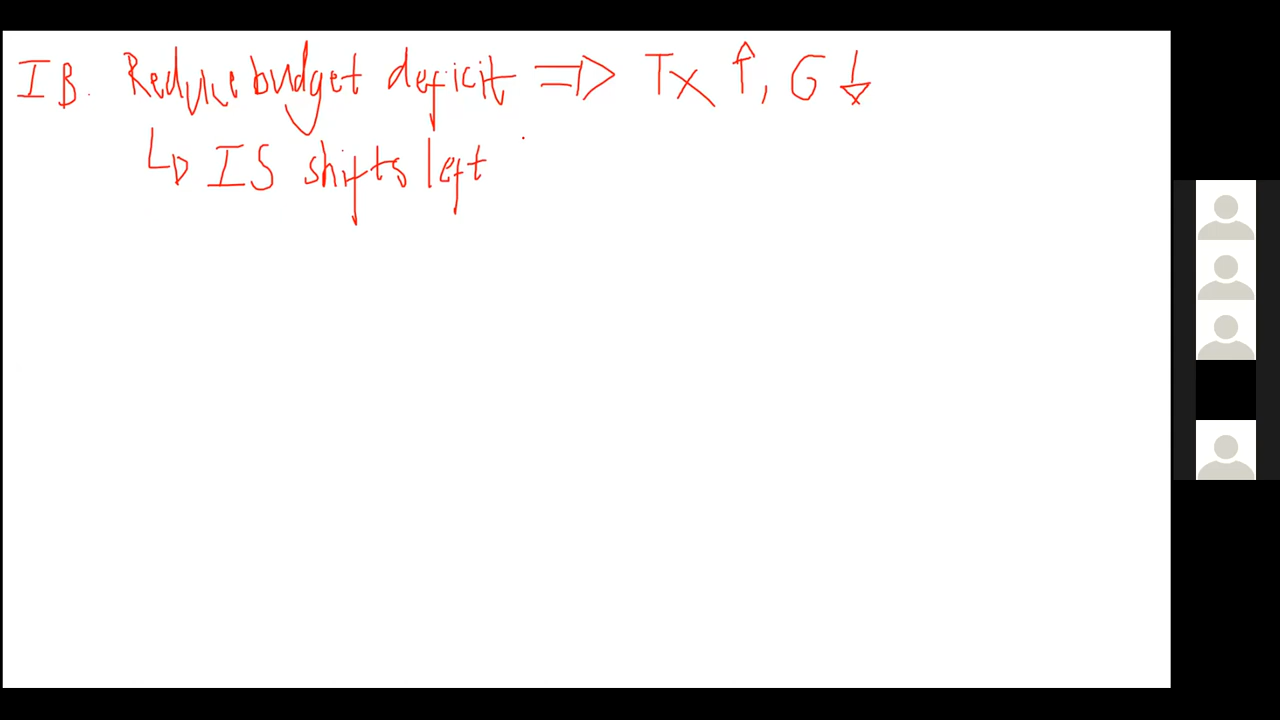 IB. Reduce budget deficit => Tx ↑, G ↓
↳ IS shifts left